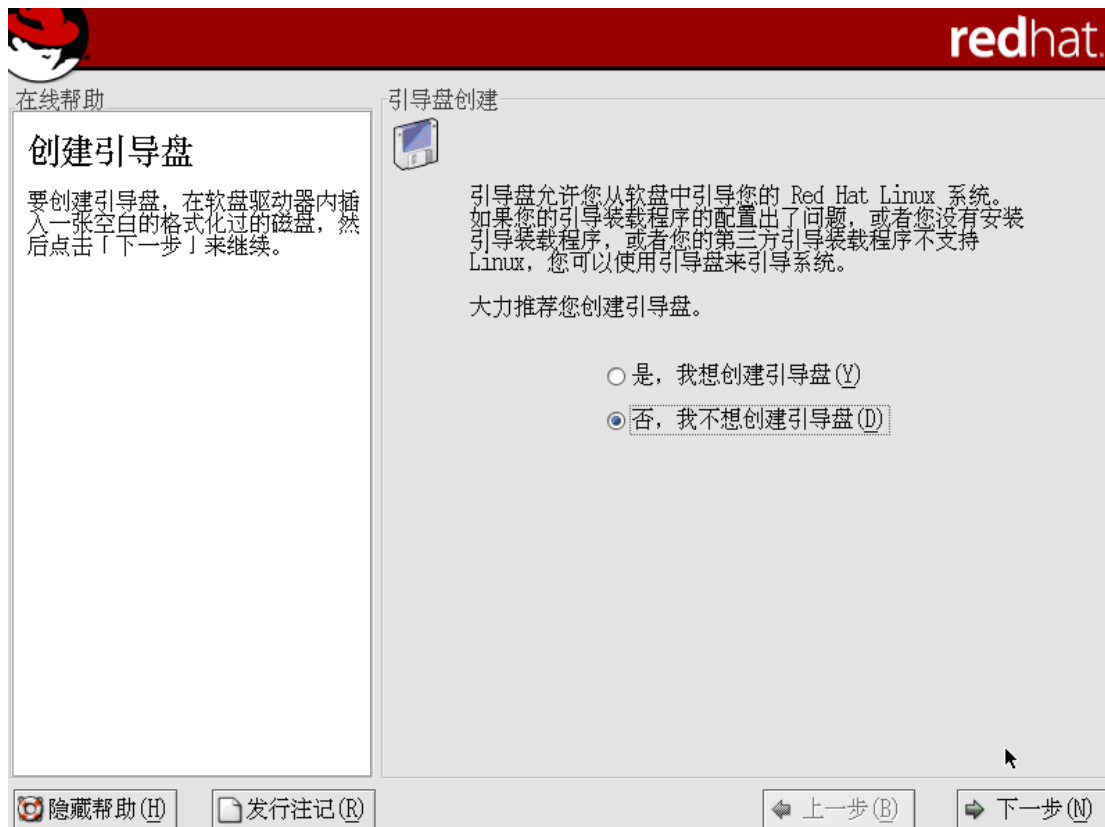 redhat.
在线帮助
创建引导盘
要创建引导盘，在软盘驱动器内插
入一张空白的格式化过的磁盘，然
后点击「下一步」来继续。
引导盘创建
引导盘允许您从软盘中引导您的 Red Hat Linux 系统。
如果您的引导装载程序的配置出了问题，或者您没有安装
引导装载程序，或者您的第三方引导装载程序不支持
Linux，您可以使用引导盘来引导系统。
大力推荐您创建引导盘。
是，我想创建引导盘(Y)
否，我不想创建引导盘(D)
隐藏帮助(H)
发行注记(R)
上一步(B)
下一步(N)